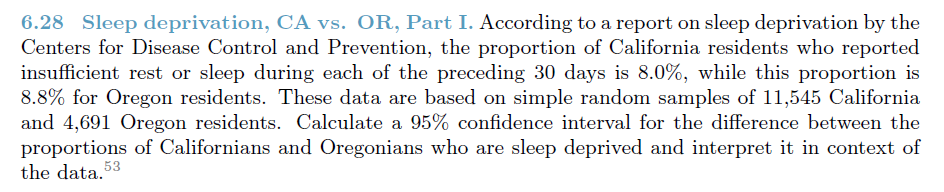 6.28 Sleep deprivation, CA vs. OR, Part I. According to a report on sleep deprivation by the
Centers for Disease Control and Prevention, the proportion of California residents who reported
insufficient rest or sleep during each of the preceding 30 days is 8.0%, while this proportion is
8.8% for Oregon residents. These data are based on simple random samples of 11,545 California
and 4,691 Oregon residents. Calculate a 95% confidence interval for the difference between the
proportions of Californians and Oregonians who are sleep deprived and interpret it in context of
the data.53